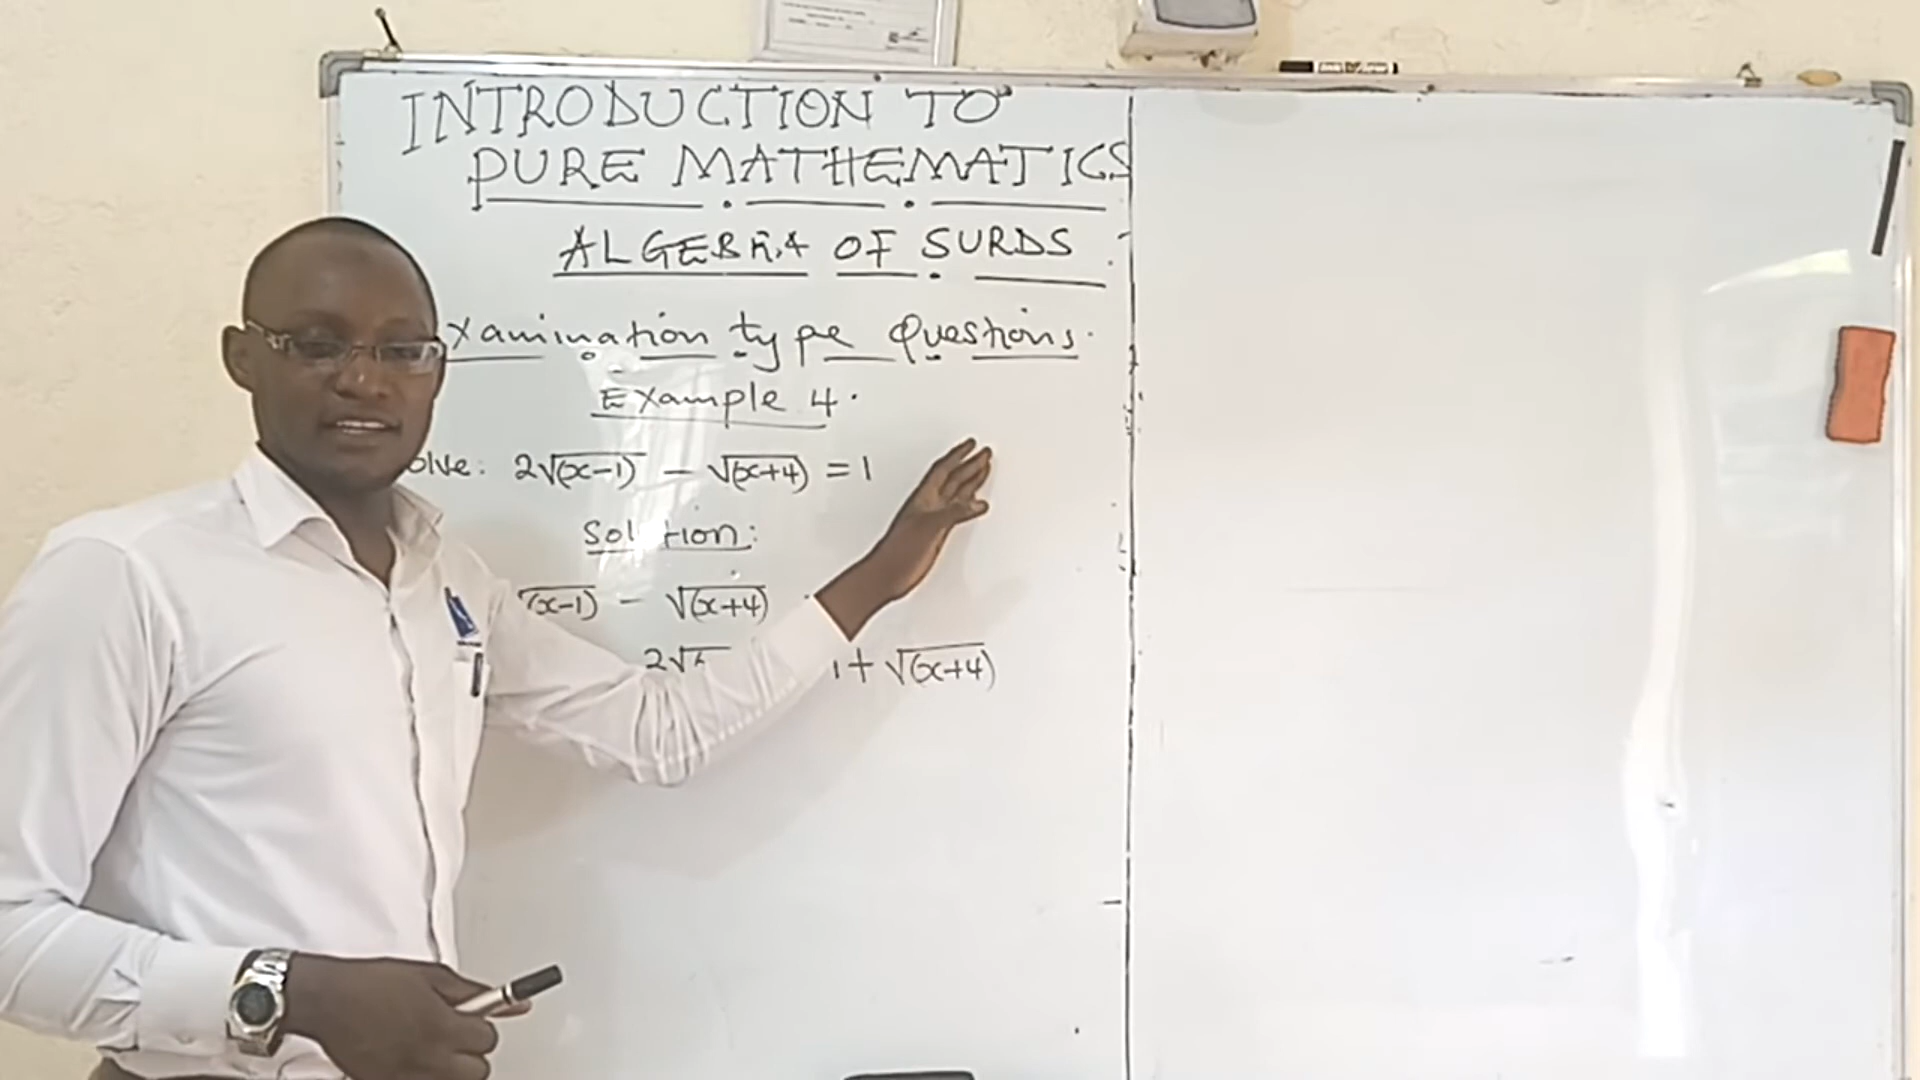 INTRODUCTION TO
PURE MATHEMATICS
ALGEBRA OF SURDS
xamination type Questions.
Example 4.
olve: 2√(x-1) - √(x+4) = 1
Sol tion:
√(x-1) - √(x+4)
2√( 1 + √(x+4)